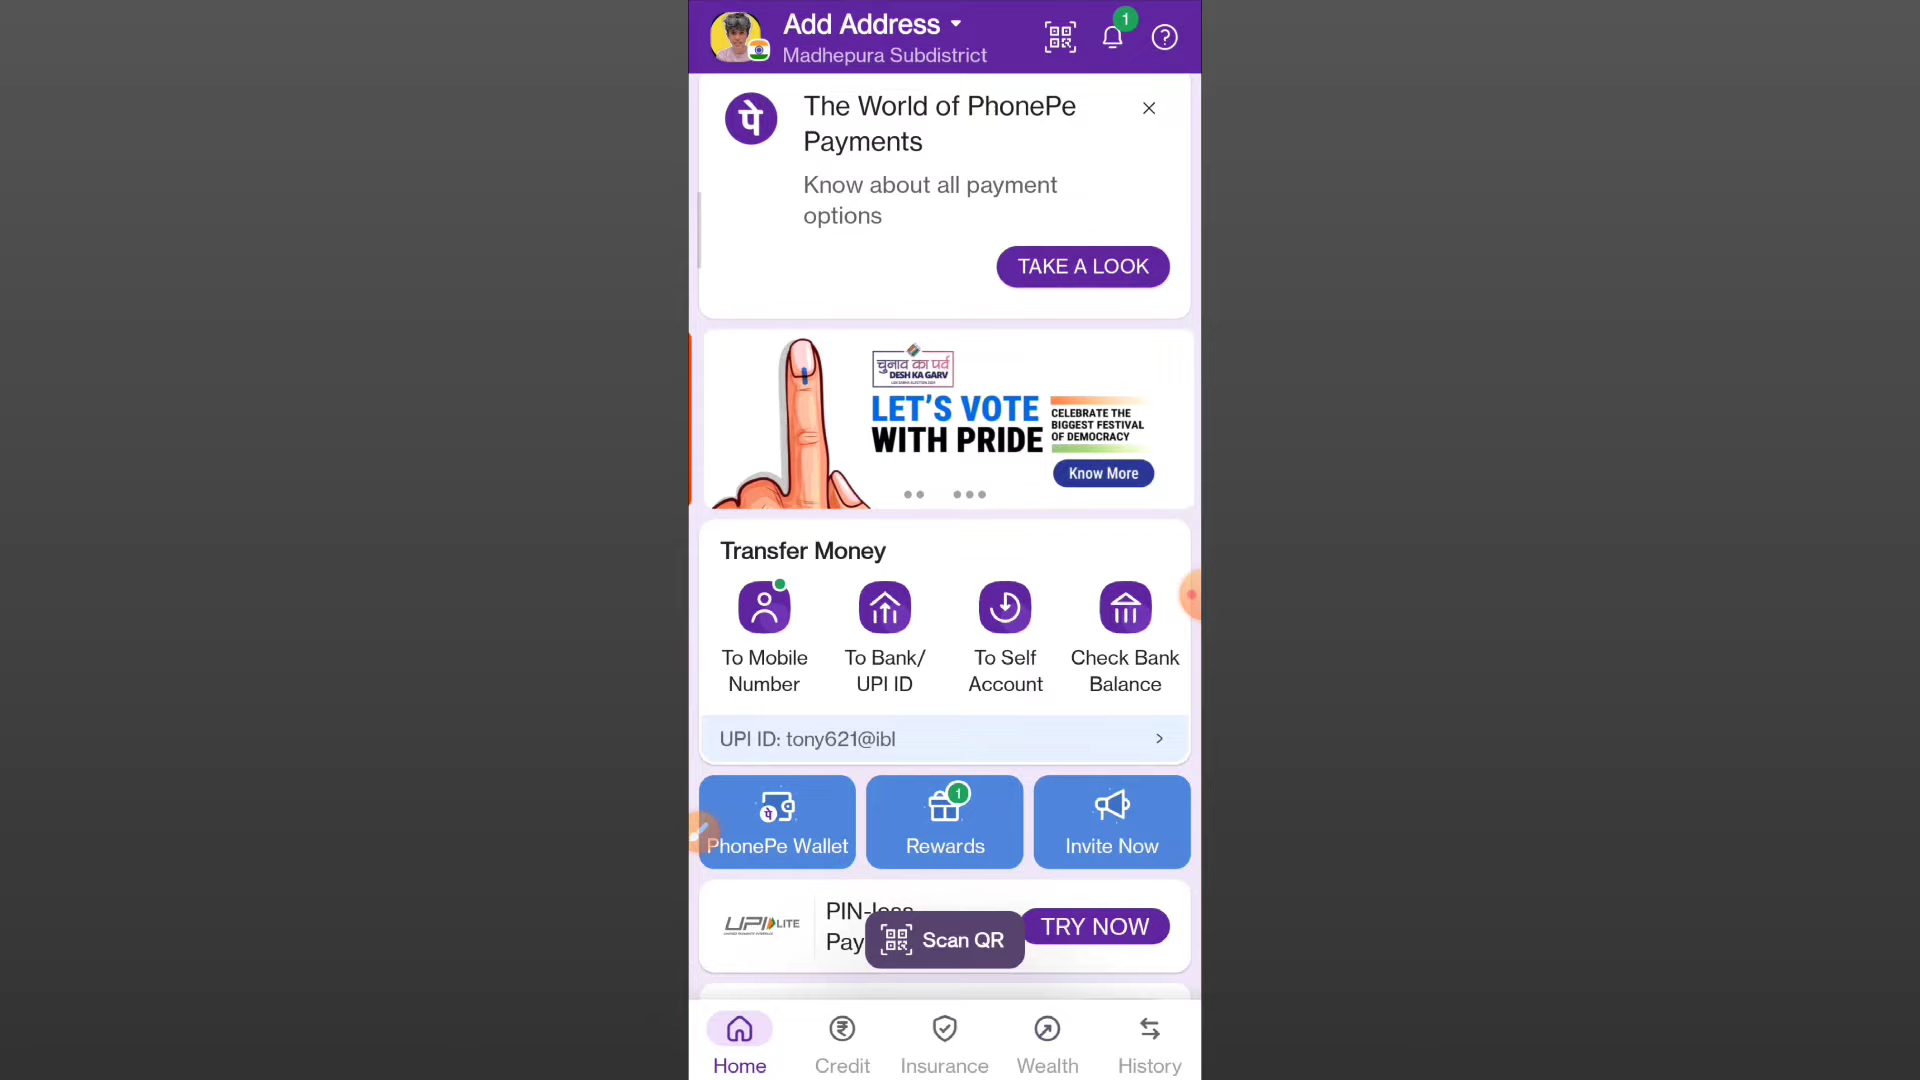 Add Address
Madhepura Subdistrict
1
पे
The World of PhonePe
Payments
Know about all payment
options
TAKE A LOOK
चुनाव का पर्व
DESH KA GARV
LET'S VOTE
WITH PRIDE
CELEBRATE THE
BIGGEST FESTIVAL
OF DEMOCRACY
Know More
Transfer Money
To Mobile
Number
To Bank/
UPI ID
To Self
Account
Check Bank
Balance
UPI ID: tony621@ibl
पे
PhonePe Wallet
1
Rewards
Invite Now
UPI LITE
PIN-less
Pay
TRY NOW
Scan QR
Home
Credit
Insurance
Wealth
History